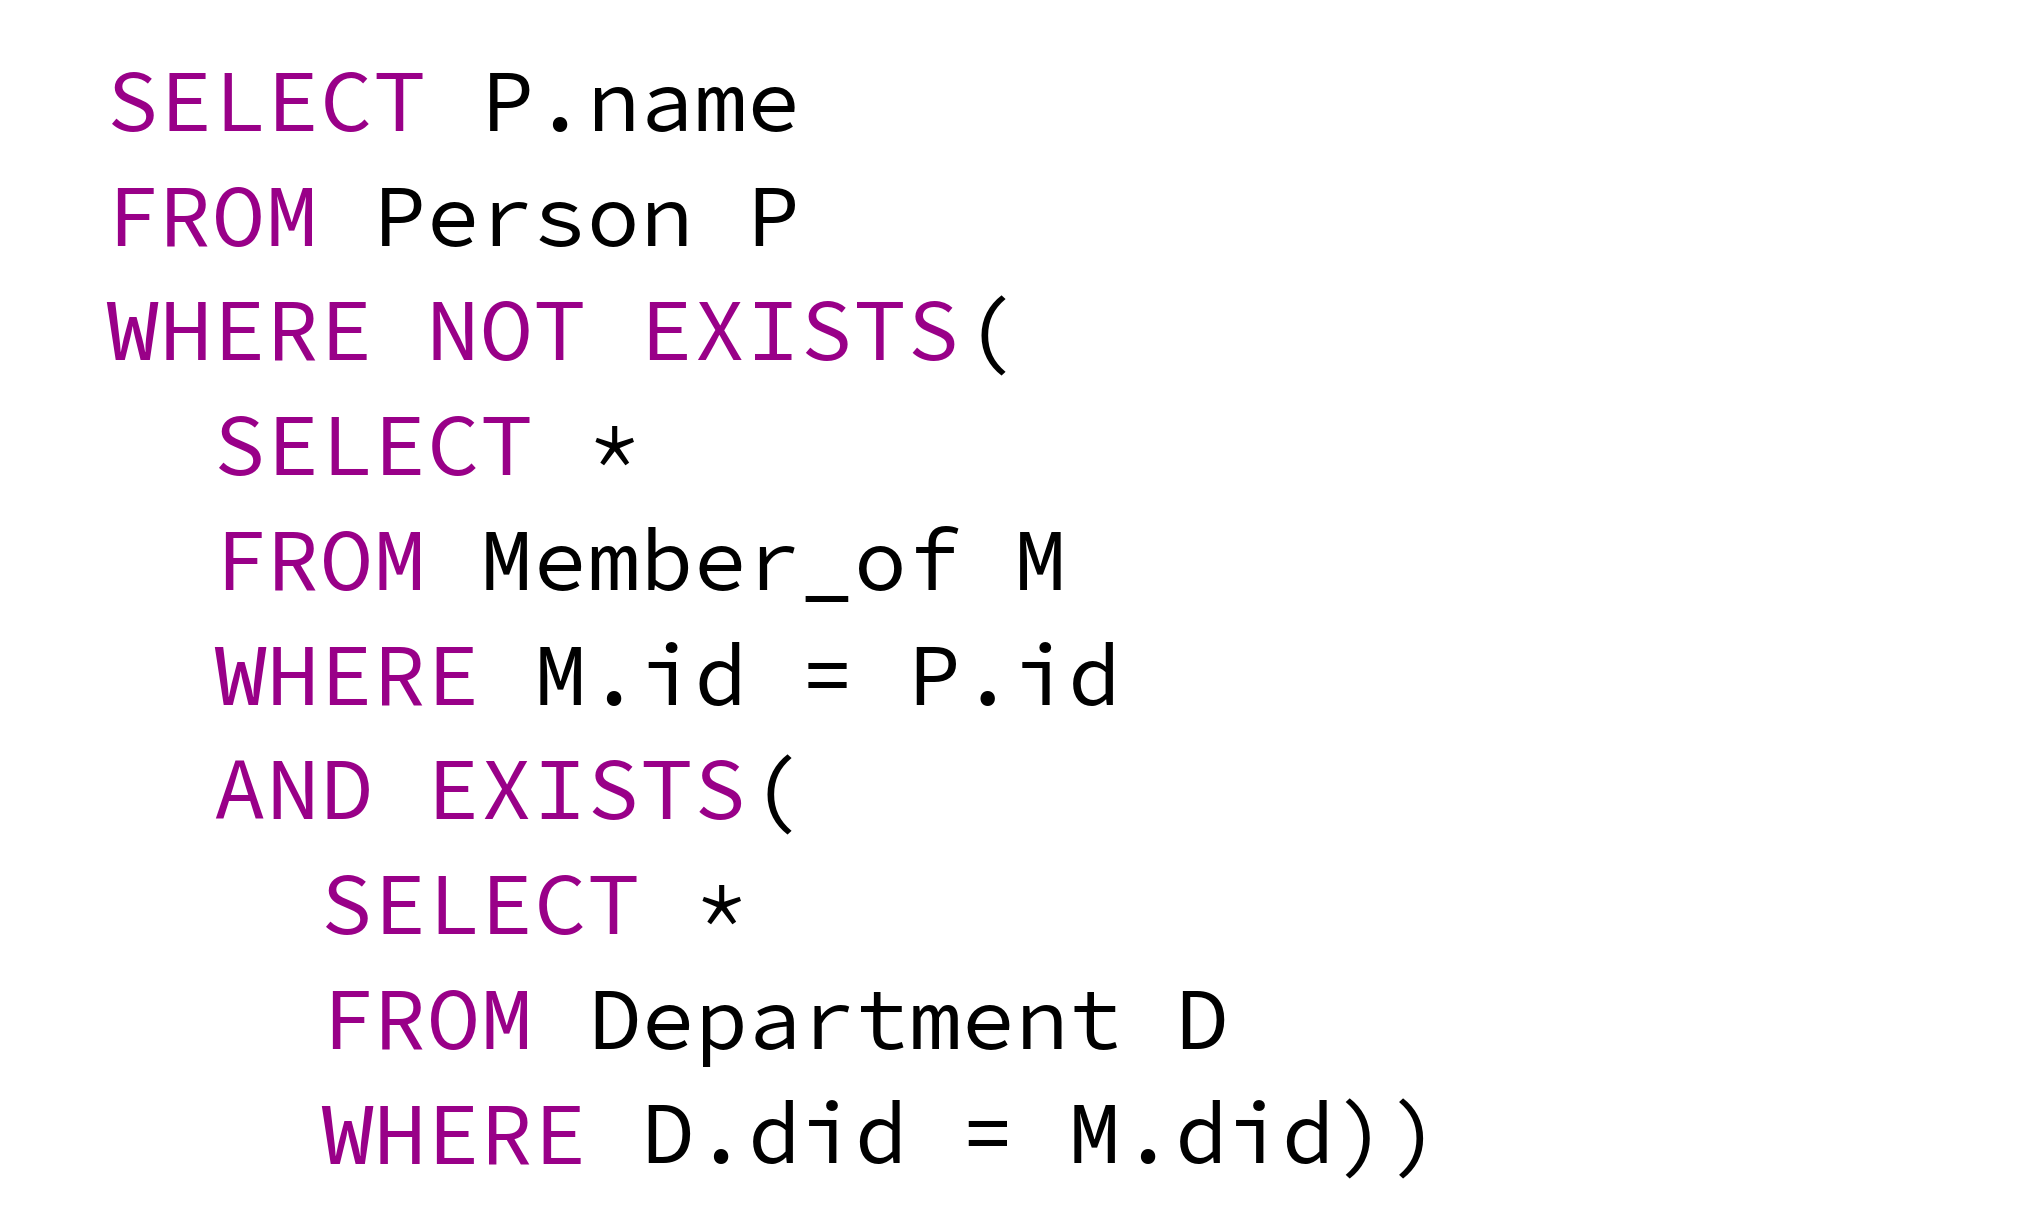 SELECT P.name
FROM Person P
WHERE NOT EXISTS(
SELECT *
FROM Member_of M
WHERE M.id = P.id
AND EXISTS(
SELECT *
FROM Department D
WHERE D.did = M.did))